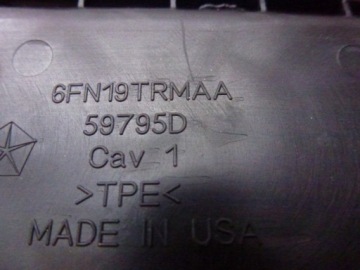 6FN19TRMAA
59795D
Cav 1
>TPE<
MADE IN USA